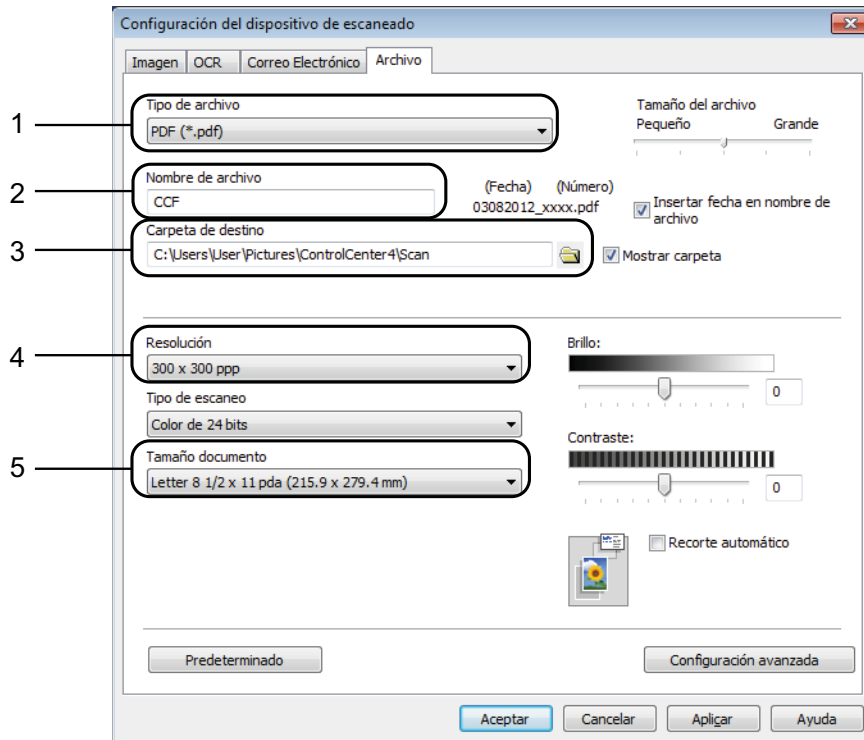 Configuración del dispositivo de escaneado
Imagen
OCR
Correo Electrónico
Archivo
1
Tipo de archivo
PDF (*.pdf)
Tamaño del archivo
Pequeño
Grande
2
Nombre de archivo
CCF
(Fecha)
(Número)
03082012_xxxx.pdf
Insertar fecha en nombre de
archivo
3
Carpeta de destino
C:\Users\User\Pictures\ControlCenter4\Scan
Mostrar carpeta
4
Resolución
300 x 300 ppp
Tipo de escaneo
Color de 24 bits
5
Tamaño documento
Letter 8 1/2 x 11 pda (215.9 x 279.4 mm)
Brillo:
0
Contraste:
0
Recorte automático
Predeterminado
Configuración avanzada
Aceptar
Cancelar
Aplicar
Ayuda